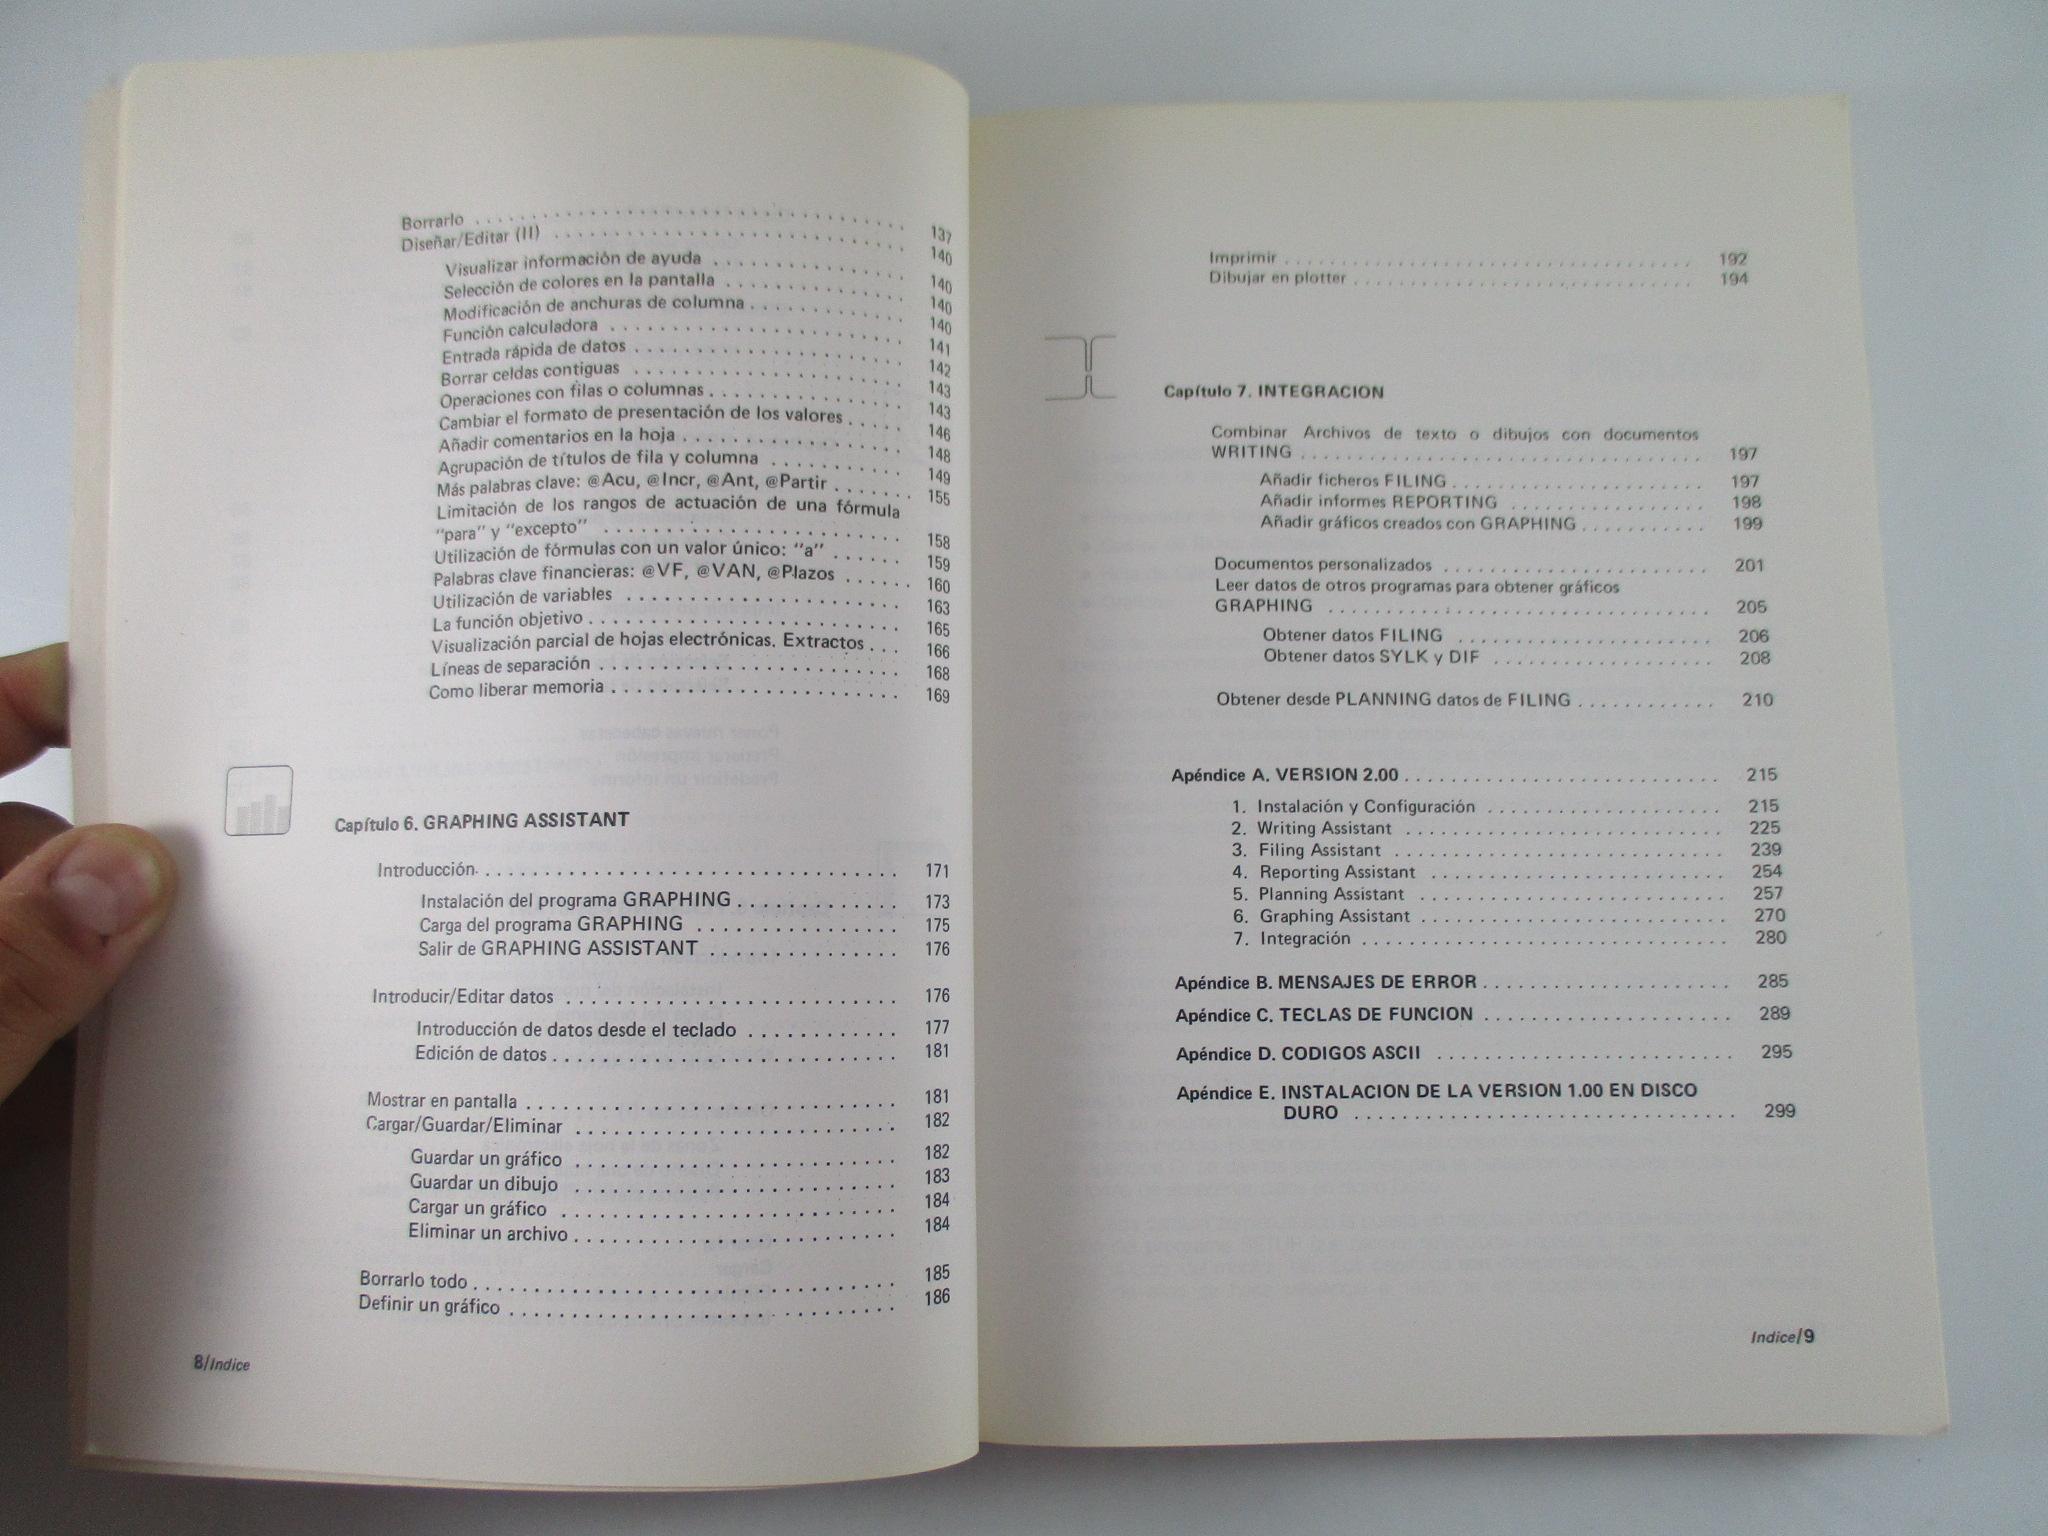 Borrarlo . . . . . . . . . . 137
Diseñar/Editar (II) . . . . . . . . . . 140
Visualizar información de ayuda . . . . . . . . . . 140
Selección de colores en la pantalla . . . . . . . . . . 140
Modificación de anchuras de columna . . . . . . . . . . 140
Función calculadora . . . . . . . . . . 141
Entrada rápida de datos . . . . . . . . . . 142
Borrar celdas contiguas . . . . . . . . . . 143
Operaciones con filas o columnas . . . . . . . . . . 143
Cambiar el formato de presentación de los valores . . . . . 146
Añadir comentarios en la hoja . . . . . . . . . . 148
Agrupación de títulos de fila y columna . . . . . . . . . . 149
Más palabras clave: @Acu, @Incr, @Ant, @Partir . . . . . . . 155
Limitación de los rangos de actuación de una fórmula
"para" y "excepto" . . . . . . . . . . 158
Utilización de fórmulas con un valor único: "a" . . . . . . 159
Palabras clave financieras: @VF, @VAN, @Plazos . . . . . . 160
Utilización de variables . . . . . . . . . . 163
La función objetivo . . . . . . . . . . 165
Visualización parcial de hojas electrónicas. Extractos . . . 166
Líneas de separación . . . . . . . . . . 168
Como liberar memoria . . . . . . . . . . 169
Capítulo 6. GRAPHING ASSISTANT
Introducción . . . . . . . . . . 171
Instalación del programa GRAPHING . . . . . . . . . . 173
Carga del programa GRAPHING . . . . . . . . . . 175
Salir de GRAPHING ASSISTANT . . . . . . . . . . 176
Introducir/Editar datos . . . . . . . . . . 176
Introducción de datos desde el teclado . . . . . . . . . . 177
Edición de datos . . . . . . . . . . 181
Mostrar en pantalla . . . . . . . . . . 181
Cargar/Guardar/Eliminar . . . . . . . . . . 182
Guardar un gráfico . . . . . . . . . . 182
Guardar un dibujo . . . . . . . . . . 183
Cargar un gráfico . . . . . . . . . . 184
Eliminar un archivo . . . . . . . . . . 184
Borrarlo todo . . . . . . . . . . 185
Definir un gráfico . . . . . . . . . . 186
8/Indice
Imprimir . . . . . . . . . . 192
Dibujar en plotter . . . . . . . . . . 194
Capítulo 7. INTEGRACION
Combinar Archivos de texto o dibujos con documentos
WRITING . . . . . . . . . . 197
Añadir ficheros FILING . . . . . . . . . . 197
Añadir informes REPORTING . . . . . . . . . . 198
Añadir gráficos creados con GRAPHING . . . . . . . . . . 199
Documentos personalizados . . . . . . . . . . 201
Leer datos de otros programas para obtener gráficos
GRAPHING . . . . . . . . . . 205
Obtener datos FILING . . . . . . . . . . 206
Obtener datos SYLK y DIF . . . . . . . . . . 208
Obtener desde PLANNING datos de FILING . . . . . . . . . . 210
Apéndice A. VERSION 2.00 . . . . . . . . . . 215
1. Instalación y Configuración . . . . . . . . . . 215
2. Writing Assistant . . . . . . . . . . 225
3. Filing Assistant . . . . . . . . . . 239
4. Reporting Assistant . . . . . . . . . . 254
5. Planning Assistant . . . . . . . . . . 257
6. Graphing Assistant . . . . . . . . . . 270
7. Integración . . . . . . . . . . 280
Apéndice B. MENSAJES DE ERROR . . . . . . . . . . 285
Apéndice C. TECLAS DE FUNCION . . . . . . . . . . 289
Apéndice D. CODIGOS ASCII . . . . . . . . . . 295
Apéndice E. INSTALACION DE LA VERSION 1.00 EN DISCO
DURO . . . . . . . . . . 299
Indice/9